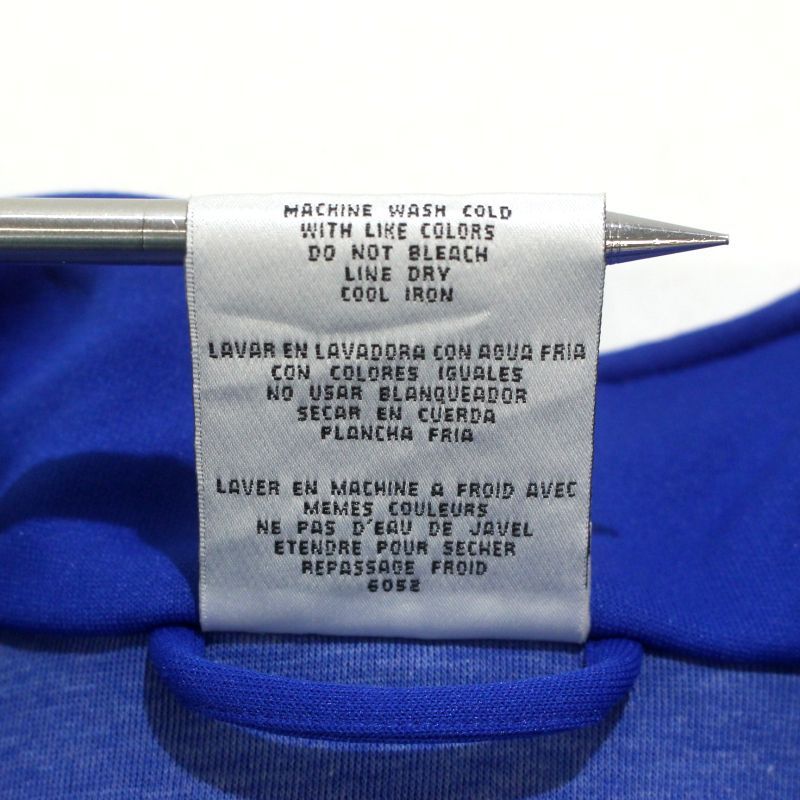 MACHINE WASH COLD
WITH LIKE COLORS
DO NOT BLEACH
LINE DRY
COOL IRON
LAVAR EN LAVADORA CON AGUA FRIA
CON COLORES IGUALES
NO USAR BLANQUEADOR
SECAR EN CUERDA
PLANCHA FRIA
LAVER EN MACHINE A FROID AVEC
MEMES COULEURS
NE PAS D'EAU DE JAVEL
ETENDRE POUR SECHER
REPASSAGE FROID
6052